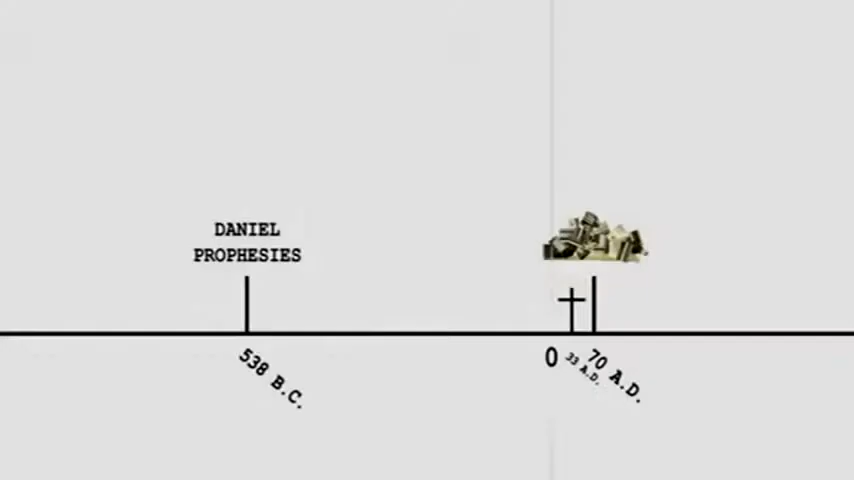 DANIEL
PROPHESIES
538 B.C.
0
33 A.D.
70 A.D.